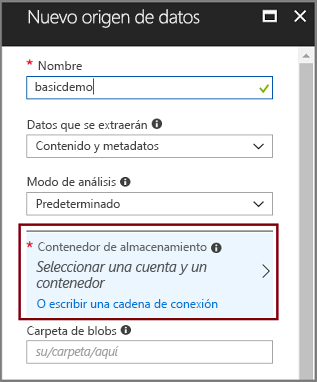 Nuevo origen de datos
* Nombre
basicdemo
Datos que se extraerán
Contenido y metadatos
Modo de análisis
Predeterminado
* Contenedor de almacenamiento
Seleccionar una cuenta y un
contenedor
O escribir una cadena de conexión
Carpeta de blobs
su/carpeta/aquí